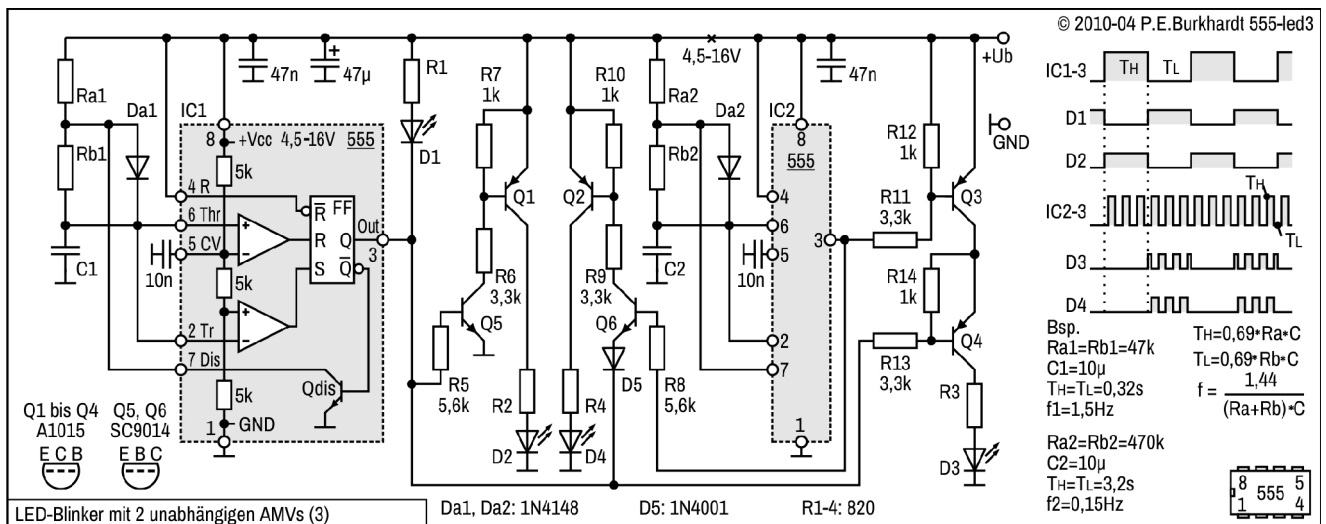 © 2010-04 P.E.Burkhardt 555-led3
4,5-16V
+Ub
GND
Ra1
Da1
Rb1
C1
10n
47n
+
47µ
R1
D1
IC1
8
+Vcc 4,5-16V
555
5k
4 R
6 Thr
5 CV
5k
2 Tr
7 Dis
5k
1
GND
+
-
+
-
R
FF
R
Q
S
Q
Out
3
Qdis
R7
1k
Q1
R6
3,3k
Q5
R5
5,6k
R2
D2
R10
1k
Q2
R9
3,3k
Q6
D5
R4
D4
R8
5,6k
Ra2
Da2
Rb2
C2
10n
47n
IC2
8
555
4
6
5
3
2
7
1
R12
1k
R11
3,3k
Q3
R14
1k
R13
3,3k
Q4
R3
D3
IC1-3
TH
TL
D1
D2
IC2-3
TH
TL
D3
D4
Bsp.
Ra1=Rb1=47k
C1=10µ
TH=TL=0,32s
f1=1,5Hz
Ra2=Rb2=470k
C2=10µ
TH=TL=3,2s
f2=0,15Hz
TH=0,69*Ra*C
TL=0,69*Rb*C
f = 1,44
(Ra+Rb)*C
8 5
555
1 4
Q1 bis Q4
A1015
E C B
Q5, Q6
SC9014
E B C
Da1, Da2: 1N4148
D5: 1N4001
R1-4: 820
LED-Blinker mit 2 unabhängigen AMVs (3)